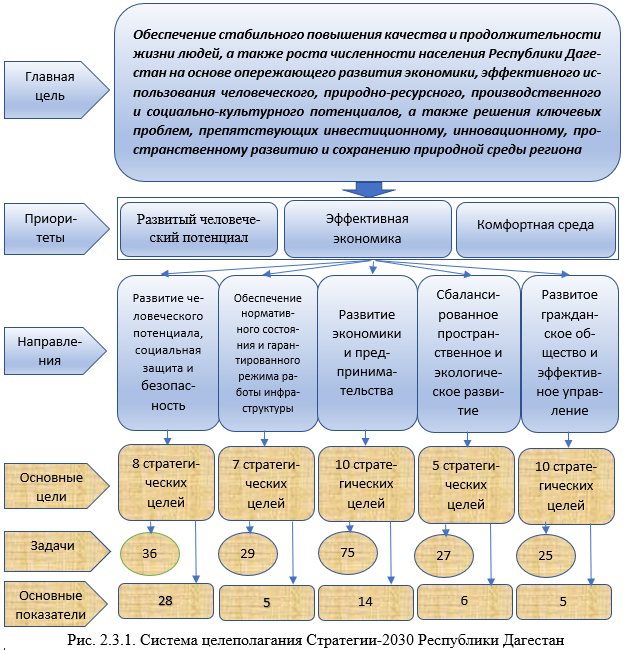 Главная
цель
Обеспечение стабильного повышения качества и продолжительности
жизни людей, а также роста численности населения Республики Даге-
стан на основе опережающего развития экономики, эффективного ис-
пользования человеческого, природно-ресурсного, производственного
и социально-культурного потенциалов, а также решения ключевых
проблем, препятствующих инвестиционному, инновационному, про-
странственному развитию и сохранению природной среды региона
Приори-
теты
Развитый человече-
ский потенциал
Эффективная
экономика
Комфортная среда
Направле-
ния
Развитие че-
ловеческого
потенциала,
социальная
защита и
безопас-
ность
Обеспечение
норматив-
ного состоя-
ния и гаран-
тированного
режима ра-
боты инфра-
структуры
Развитие
экономики
и пред-
принима-
тельства
Сбаланси-
рованное
простран-
ственное и
экологиче-
ское разви-
тие
Развитое
граждан-
ское об-
щество и
эффектив-
ное управ-
ление
Основные
цели
8 стратеги-
ческих
целей
7 стратеги-
ческих
целей
10 страте-
гических
целей
5 стратеги-
ческих
целей
10 страте-
гических
целей
Задачи
36
29
75
27
25
Основные
показатели
28
5
14
6
5
Рис. 2.3.1. Система целеполагания Стратегии-2030 Республики Дагестан